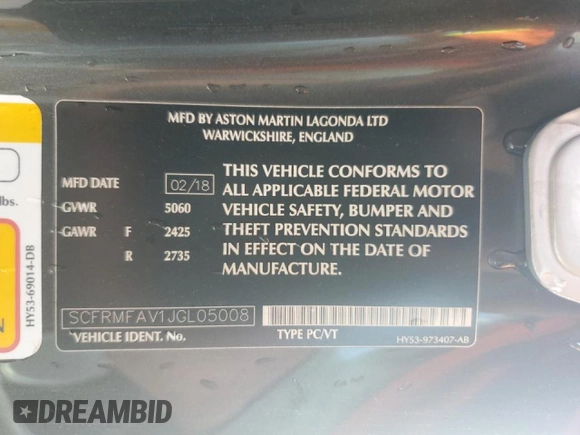 MFD BY ASTON MARTIN LAGONDA LTD
WARWICKSHIRE, ENGLAND
MFD DATE 02/18
GVWR 5060
GAWR F 2425
R 2735
THIS VEHICLE CONFORMS TO
ALL APPLICABLE FEDERAL MOTOR
VEHICLE SAFETY, BUMPER AND
THEFT PREVENTION STANDARDS
IN EFFECT ON THE DATE OF
MANUFACTURE.
SCFRMFAV1JGL05008
VEHICLE IDENT. No. TYPE PC/VT
HY53-973407-AB
lbs.
HY53-69014-DB
N
DREAMBID